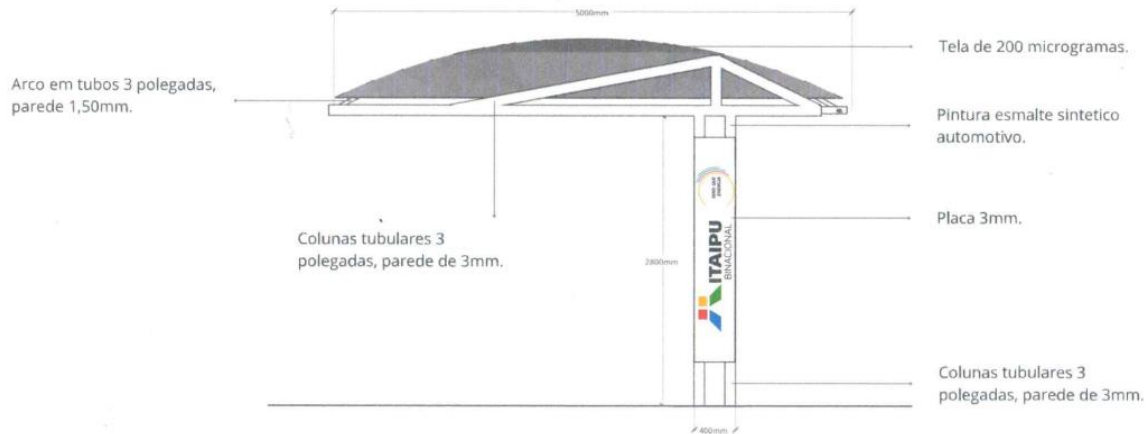 5000mm
Tela de 200 microgramas.
Arco em tubos 3 polegadas,
parede 1,50mm.
Pintura esmalte sintetico
automotivo.
Placa 3mm.
Colunas tubulares 3
polegadas, parede de 3mm.
2800mm
ITAIPU
BINACIONAL
Colunas tubulares 3
polegadas, parede de 3mm.
400mm